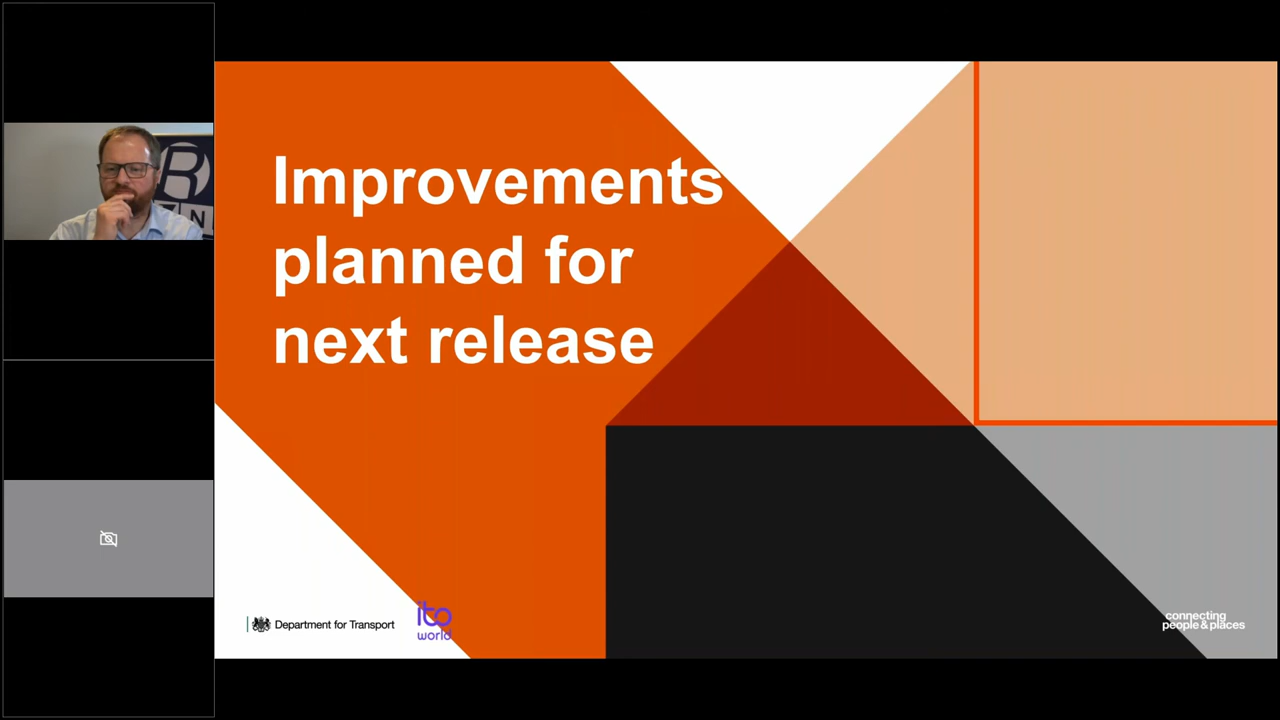 Improvements
planned for
next release
Department for Transport
ito
world
connecting
people & places
R
N